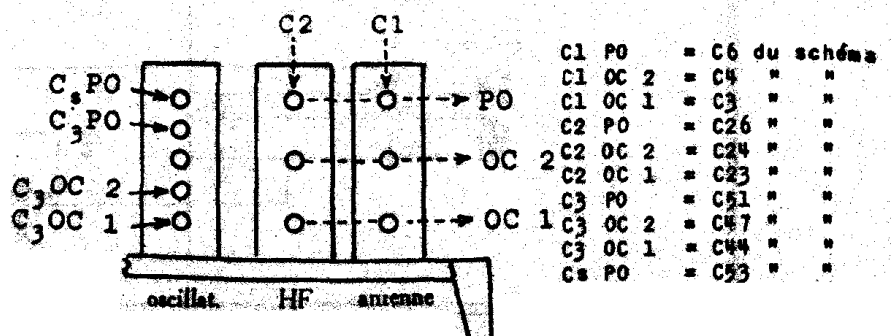 C2 C1
CsPO
C3PO
C3OC 2
C3OC 1
PO
OC 2
OC 1
oscillat. HF antenne
C1 PO = C6 du schéma
C1 OC 2 = C4 " "
C1 OC 1 = C3 " "
C2 PO = C26 " "
C2 OC 2 = C24 " "
C2 OC 1 = C23 " "
C3 PO = C51 " "
C3 OC 2 = C47 " "
C3 OC 1 = C44 " "
Cs PO = C53 " "